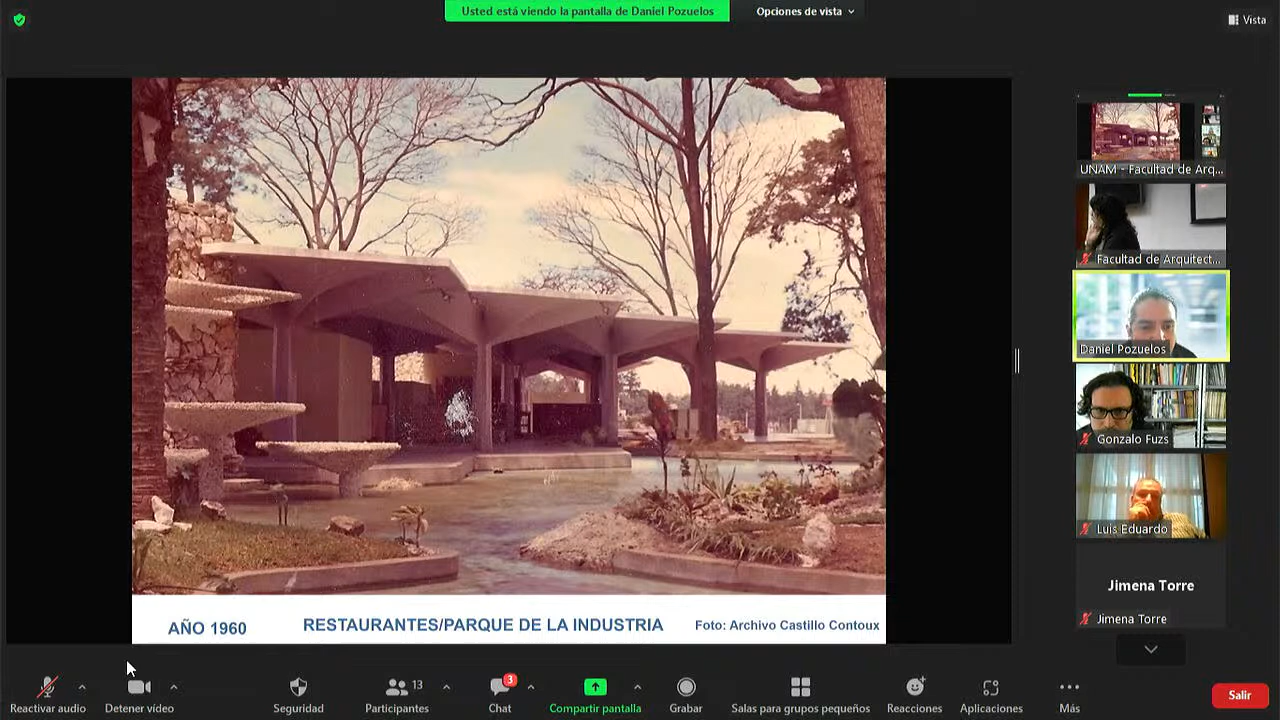 Usted está viendo la pantalla de Daniel Pozuelos
Opciones de vista
Vista
UNAM - Facultad de Arq...
Facultad de Arquitect...
Daniel Pozuelos
Gonzalo Fuzs
Luis Eduardo
Jimena Torre
Jimena Torre
AÑO 1960
RESTAURANTES/PARQUE DE LA INDUSTRIA
Foto: Archivo Castillo Contoux
Reactivar audio
Detener vídeo
Seguridad
13
Participantes
3
Chat
Compartir pantalla
Grabar
Salas para grupos pequeños
Reacciones
Aplicaciones
Más
Salir